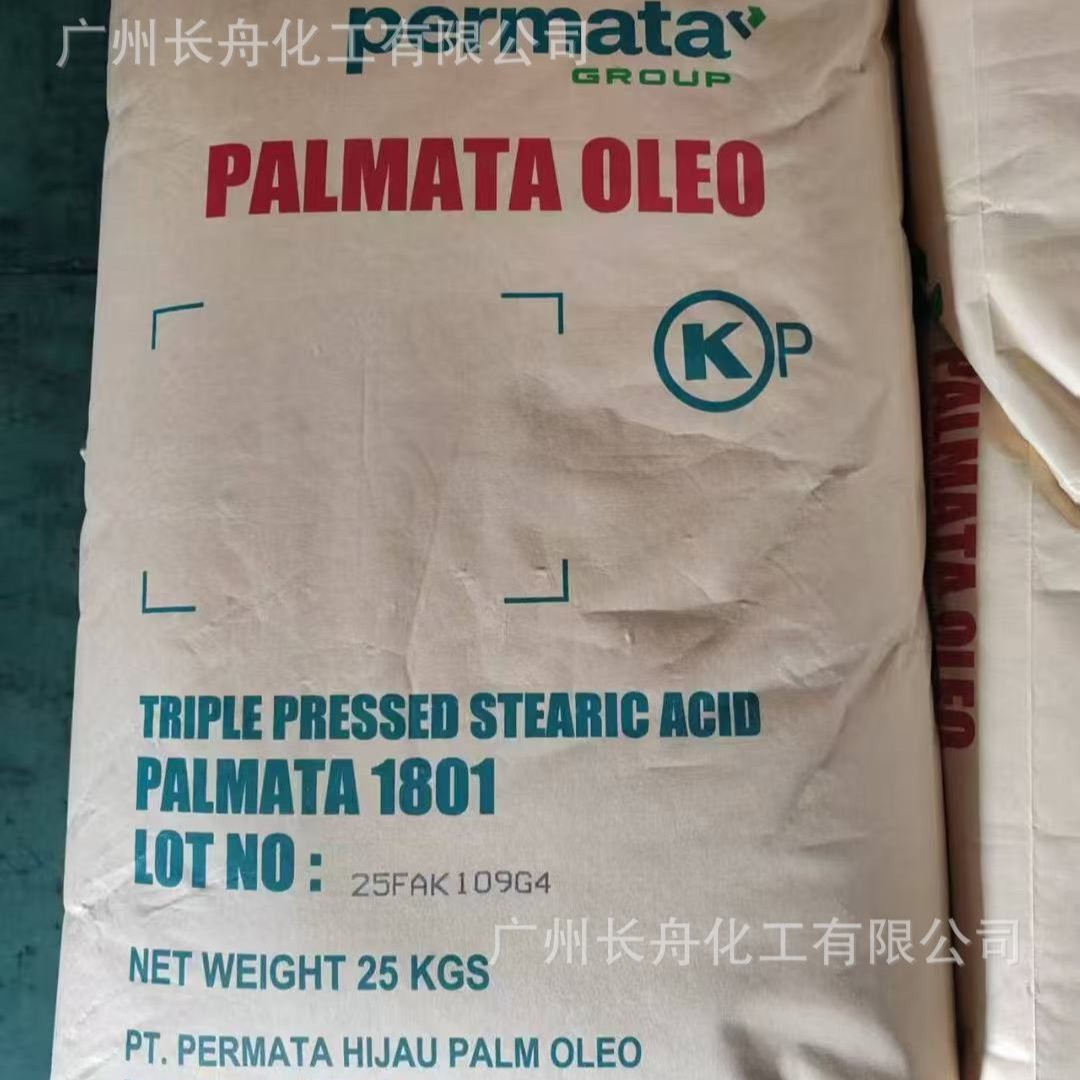 广州长舟化工有限公司
permata
GROUP
PALMATA OLEO
K P
TRIPLE PRESSED STEARIC ACID
PALMATA 1801
LOT NO : 25FAK109G4
广州长舟化工有限公司
NET WEIGHT 25 KGS
PT. PERMATA HIJAU PALM OLEO
PALMATA OLEO